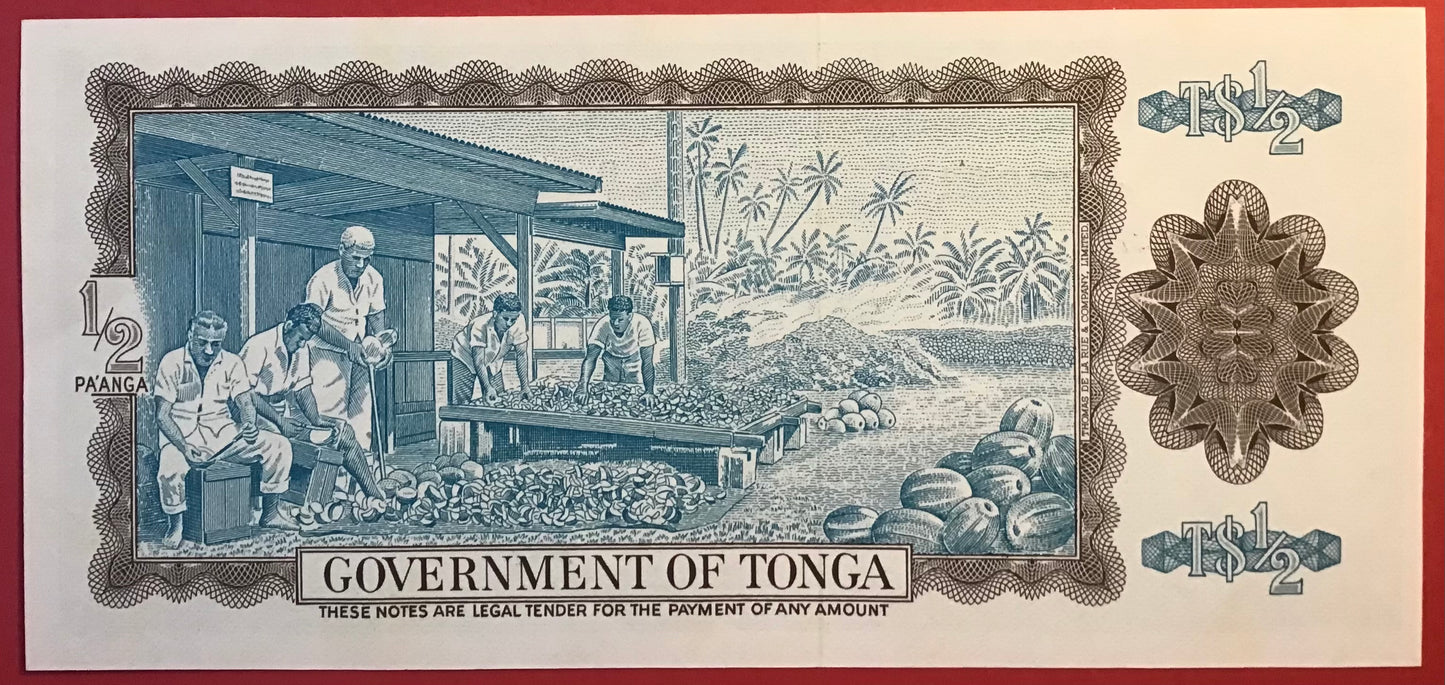 T$ 1/2
1/2
PA'ANGA
THOMAS DE LA RUE & COMPANY, LIMITED
T$ 1/2
GOVERNMENT OF TONGA
THESE NOTES ARE LEGAL TENDER FOR THE PAYMENT OF ANY AMOUNT